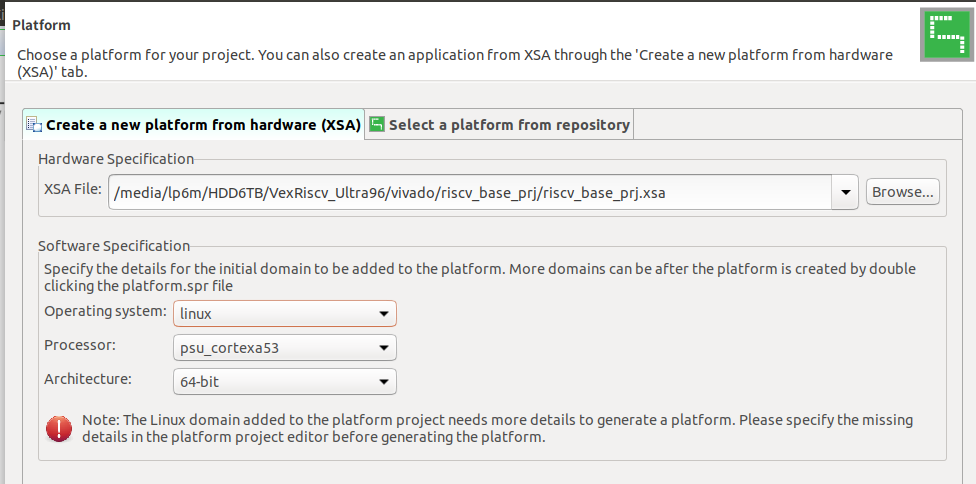 Platform
Choose a platform for your project. You can also create an application from XSA through the 'Create a new platform from hardware
(XSA)' tab.
Create a new platform from hardware (XSA)
Select a platform from repository
Hardware Specification
XSA File:
/media/lp6m/HDD6TB/VexRiscv_Ultra96/vivado/riscv_base_prj/riscv_base_prj.xsa
Browse...
Software Specification
Specify the details for the initial domain to be added to the platform. More domains can be after the platform is created by double
clicking the platform.spr file
Operating system:
linux
Processor:
psu_cortexa53
Architecture:
64-bit
Note: The Linux domain added to the platform project needs more details to generate a platform. Please specify the missing
details in the platform project editor before generating the platform.